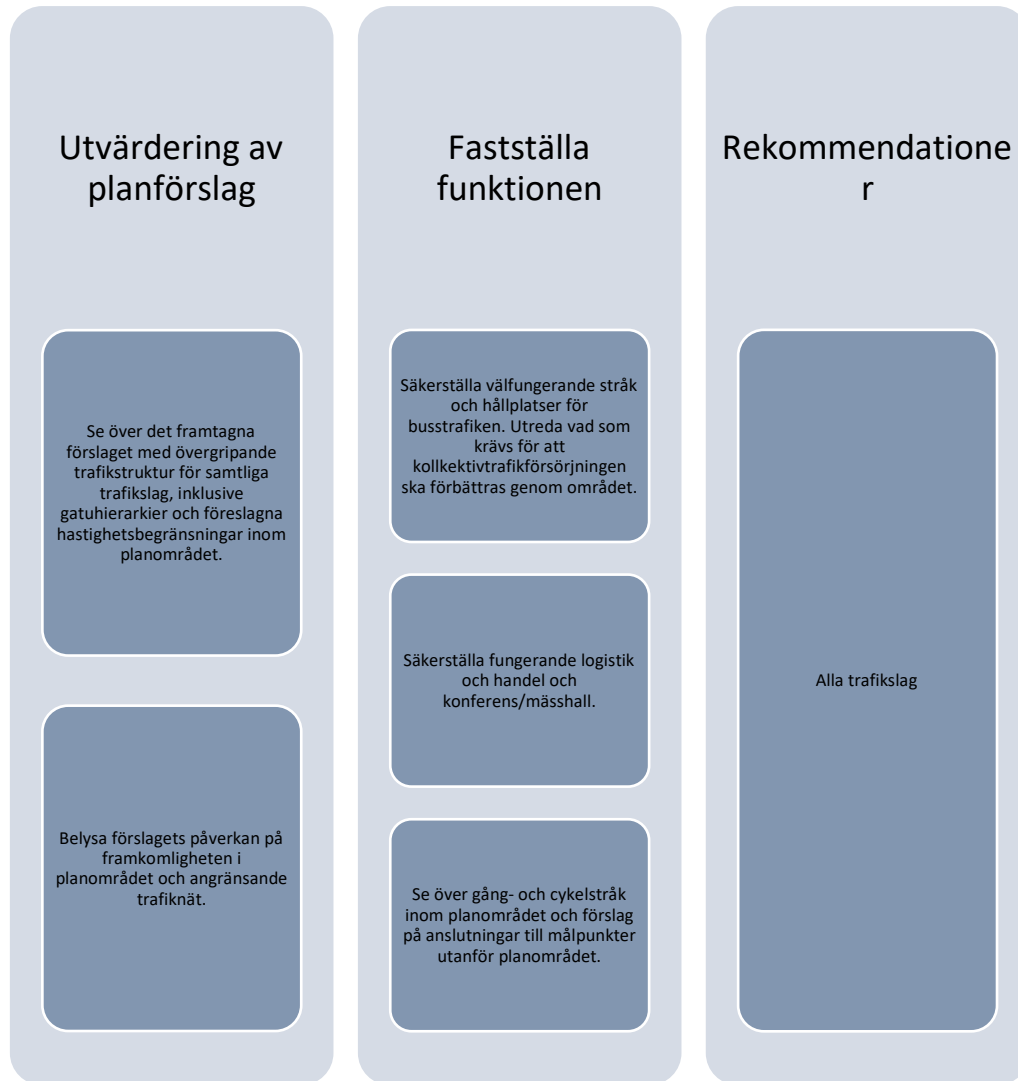 Utvärdering av
planförslag
Se över det framtagna
förslaget med övergripande
trafikstruktur för samtliga
trafikslag, inklusive
gatuhierarkier och föreslagna
hastighetsbegränsningar inom
planområdet.
Belysa förslagets påverkan på
framkomligheten i
planområdet och angränsande
trafiknät.
Fastställa
funktionen
Säkerställa välfungerande stråk
och hållplatser för
busstrafiken. Utreda vad som
krävs för att
kollkektivtrafikförsörjningen
ska förbättras genom området.
Säkerställa fungerande logistik
och handel och
konferens/mässhall.
Se över gång- och cykelstråk
inom planområdet och förslag
på anslutningar till målpunkter
utanför planområdet.
Rekommendatione
r
Alla trafikslag